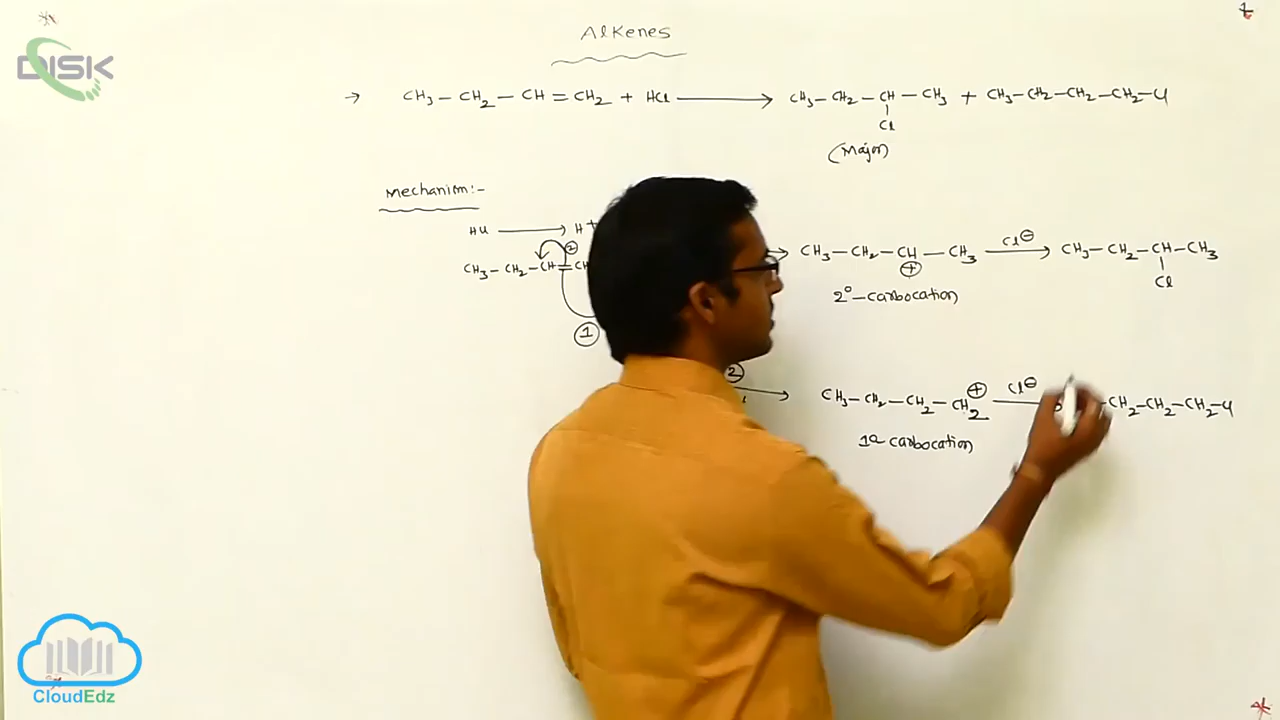 DISK
Alkenes
→ CH3 – CH2 – CH = CH2 + HCl ⟶ CH3 – CH2 – CH – CH3 + CH3 – CH2 – CH2 – CH2 – Cl
Cl
(Major)
Mechanism:-
HCl ⟶ H+
CH3 – CH2 – CH = CH
②
①
CH3 – CH2 – CH – CH3 Cl⊖ ⟶ CH3 – CH2 – CH – CH3
⊕
Cl
2°-carbocation
②
CH3 – CH2 – CH2 – CH2 ⊕ Cl⊖ – CH2 – CH2 – CH2 – Cl
1° carbocation
CloudEdz